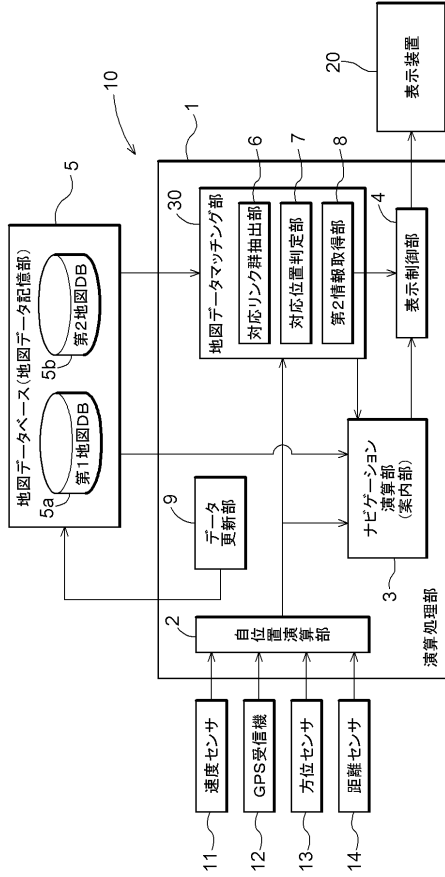 10
5
地図データベース(地図データ記憶部)
5a
第1地図DB
5b
第2地図DB
1
9
データ
更新部
30
地図データマッチング部
対応リンク群抽出部
6
対応位置判定部
7
第2情報取得部
8
2
自位置演算部
11
速度センサ
12
GPS受信機
13
方位センサ
14
距離センサ
ナビゲーション
演算部
(案内部)
3
4
表示制御部
20
表示装置
演算処理部